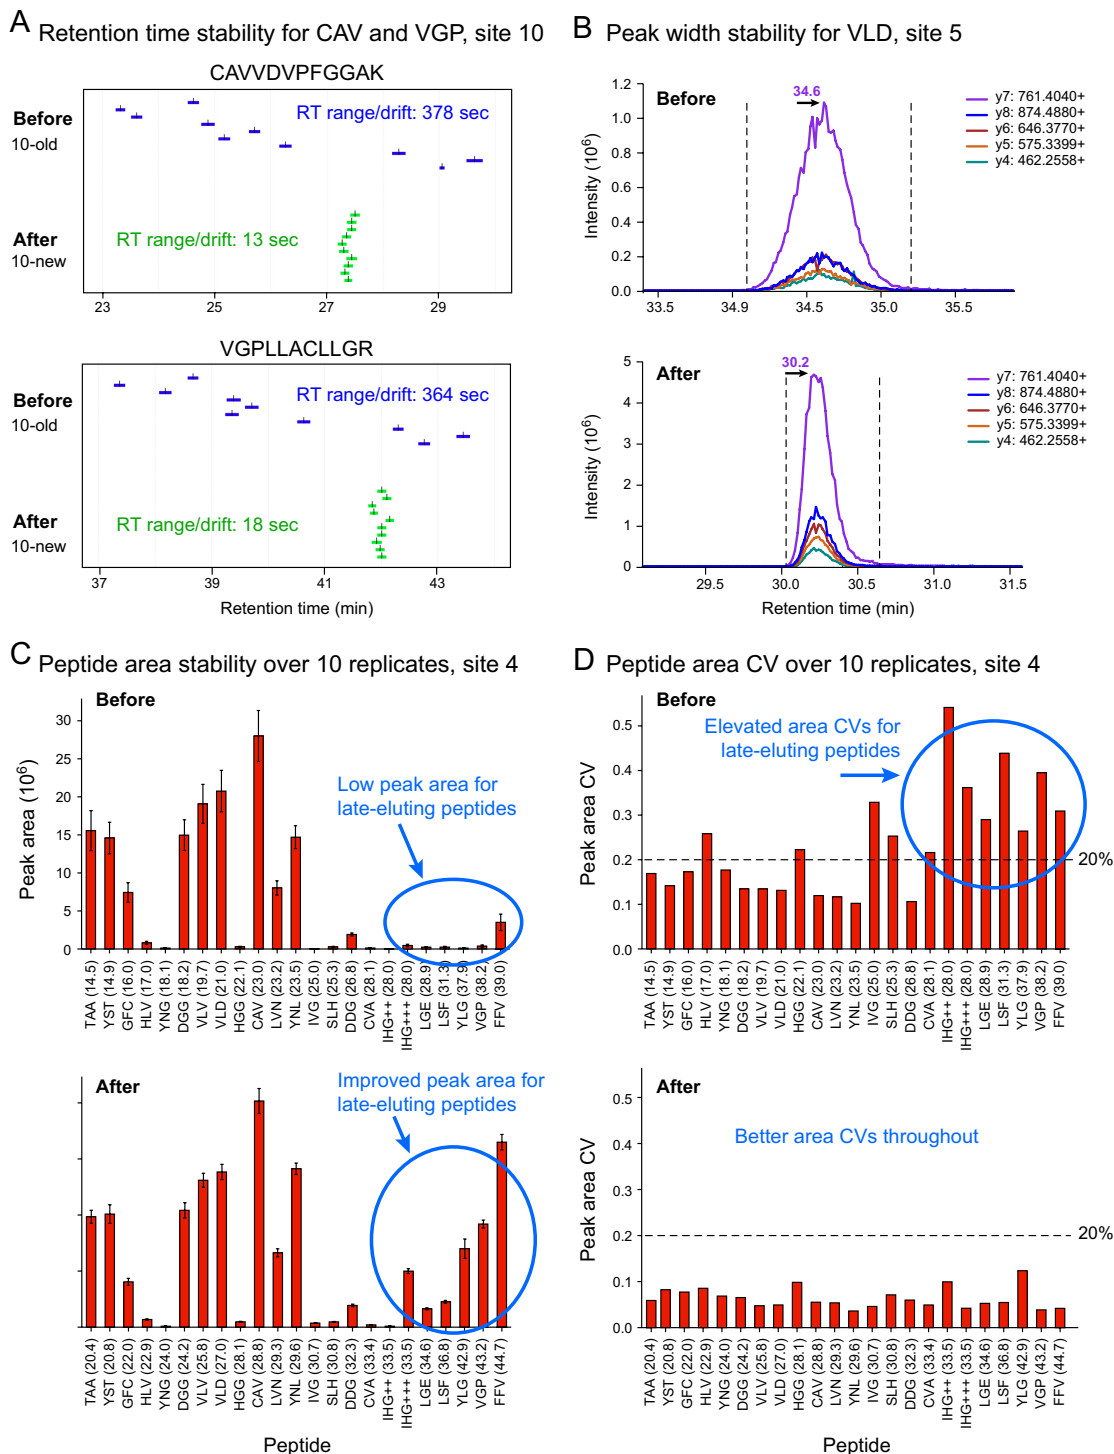 A Retention time stability for CAV and VGP, site 10
CAVVDVPFGGAK
Before
10-old
RT range/drift: 378 sec
After
10-new
RT range/drift: 13 sec
23 25 27 29
VGPLLACLLGR
Before
10-old
RT range/drift: 364 sec
After
10-new
RT range/drift: 18 sec
37 39 41 43
Retention time (min)
B Peak width stability for VLD, site 5
Before
34.6
y7: 761.4040+
y8: 874.4880+
y6: 646.3770+
y5: 575.3399+
y4: 462.2558+
Intensity (10⁶)
1.2
1.0
0.8
0.6
0.4
0.2
0.0
33.5 34.9 34.5 35.0 35.5
After
30.2
y7: 761.4040+
y8: 874.4880+
y6: 646.3770+
y5: 575.3399+
y4: 462.2558+
Intensity (10⁶)
5
4
3
2
1
0
29.5 30.0 30.5 31.0 31.5
Retention time (min)
C Peptide area stability over 10 replicates, site 4
Before
Peak area (10⁶)
30
25
20
15
10
5
0
Low peak area for
late-eluting peptides
TAA (14.5)
YST (14.9)
GFC (16.0)
HLV (17.0)
YNG (18.1)
DGG (18.2)
VLV (19.7)
VLD (21.0)
HGG (22.1)
CAV (23.0)
LVN (23.2)
YNL (23.5)
IVG (25.0)
SLH (25.3)
DDG (26.8)
CVA (28.1)
IHG++ (28.0)
IHG+++ (28.0)
LGE (28.9)
LSF (31.3)
YLG (37.9)
VGP (38.2)
FFV (39.0)
After
Improved peak area for
late-eluting peptides
TAA (20.4)
YST (20.8)
GFC (22.0)
HLV (22.9)
YNG (24.0)
DGG (24.2)
VLV (25.8)
VLD (27.0)
HGG (28.1)
CAV (28.8)
LVN (29.3)
YNL (29.6)
IVG (30.7)
SLH (30.8)
DDG (32.3)
CVA (33.4)
IHG++ (33.5)
IHG+++ (33.5)
LGE (34.6)
LSF (36.8)
YLG (42.9)
VGP (43.2)
FFV (44.7)
Peptide
D Peptide area CV over 10 replicates, site 4
Before
Peak area CV
0.5
0.4
0.3
0.2
0.1
0.0
Elevated area CVs for
late-eluting peptides
20%
TAA (14.5)
YST (14.9)
GFC (16.0)
HLV (17.0)
YNG (18.1)
DGG (18.2)
VLV (19.7)
VLD (21.0)
HGG (22.1)
CAV (23.0)
LVN (23.2)
YNL (23.5)
IVG (25.0)
SLH (25.3)
DDG (26.8)
CVA (28.1)
IHG++ (28.0)
IHG+++ (28.0)
LGE (28.9)
LSF (31.3)
YLG (37.9)
VGP (38.2)
FFV (39.0)
After
Peak area CV
0.5
0.4
0.3
0.2
0.1
0.0
Better area CVs throughout
20%
TAA (20.4)
YST (20.8)
GFC (22.0)
HLV (22.9)
YNG (24.0)
DGG (24.2)
VLV (25.8)
VLD (27.0)
HGG (28.1)
CAV (28.8)
LVN (29.3)
YNL (29.6)
IVG (30.7)
SLH (30.8)
DDG (32.3)
CVA (33.4)
IHG++ (33.5)
IHG+++ (33.5)
LGE (34.6)
LSF (36.8)
YLG (42.9)
VGP (43.2)
FFV (44.7)
Peptide